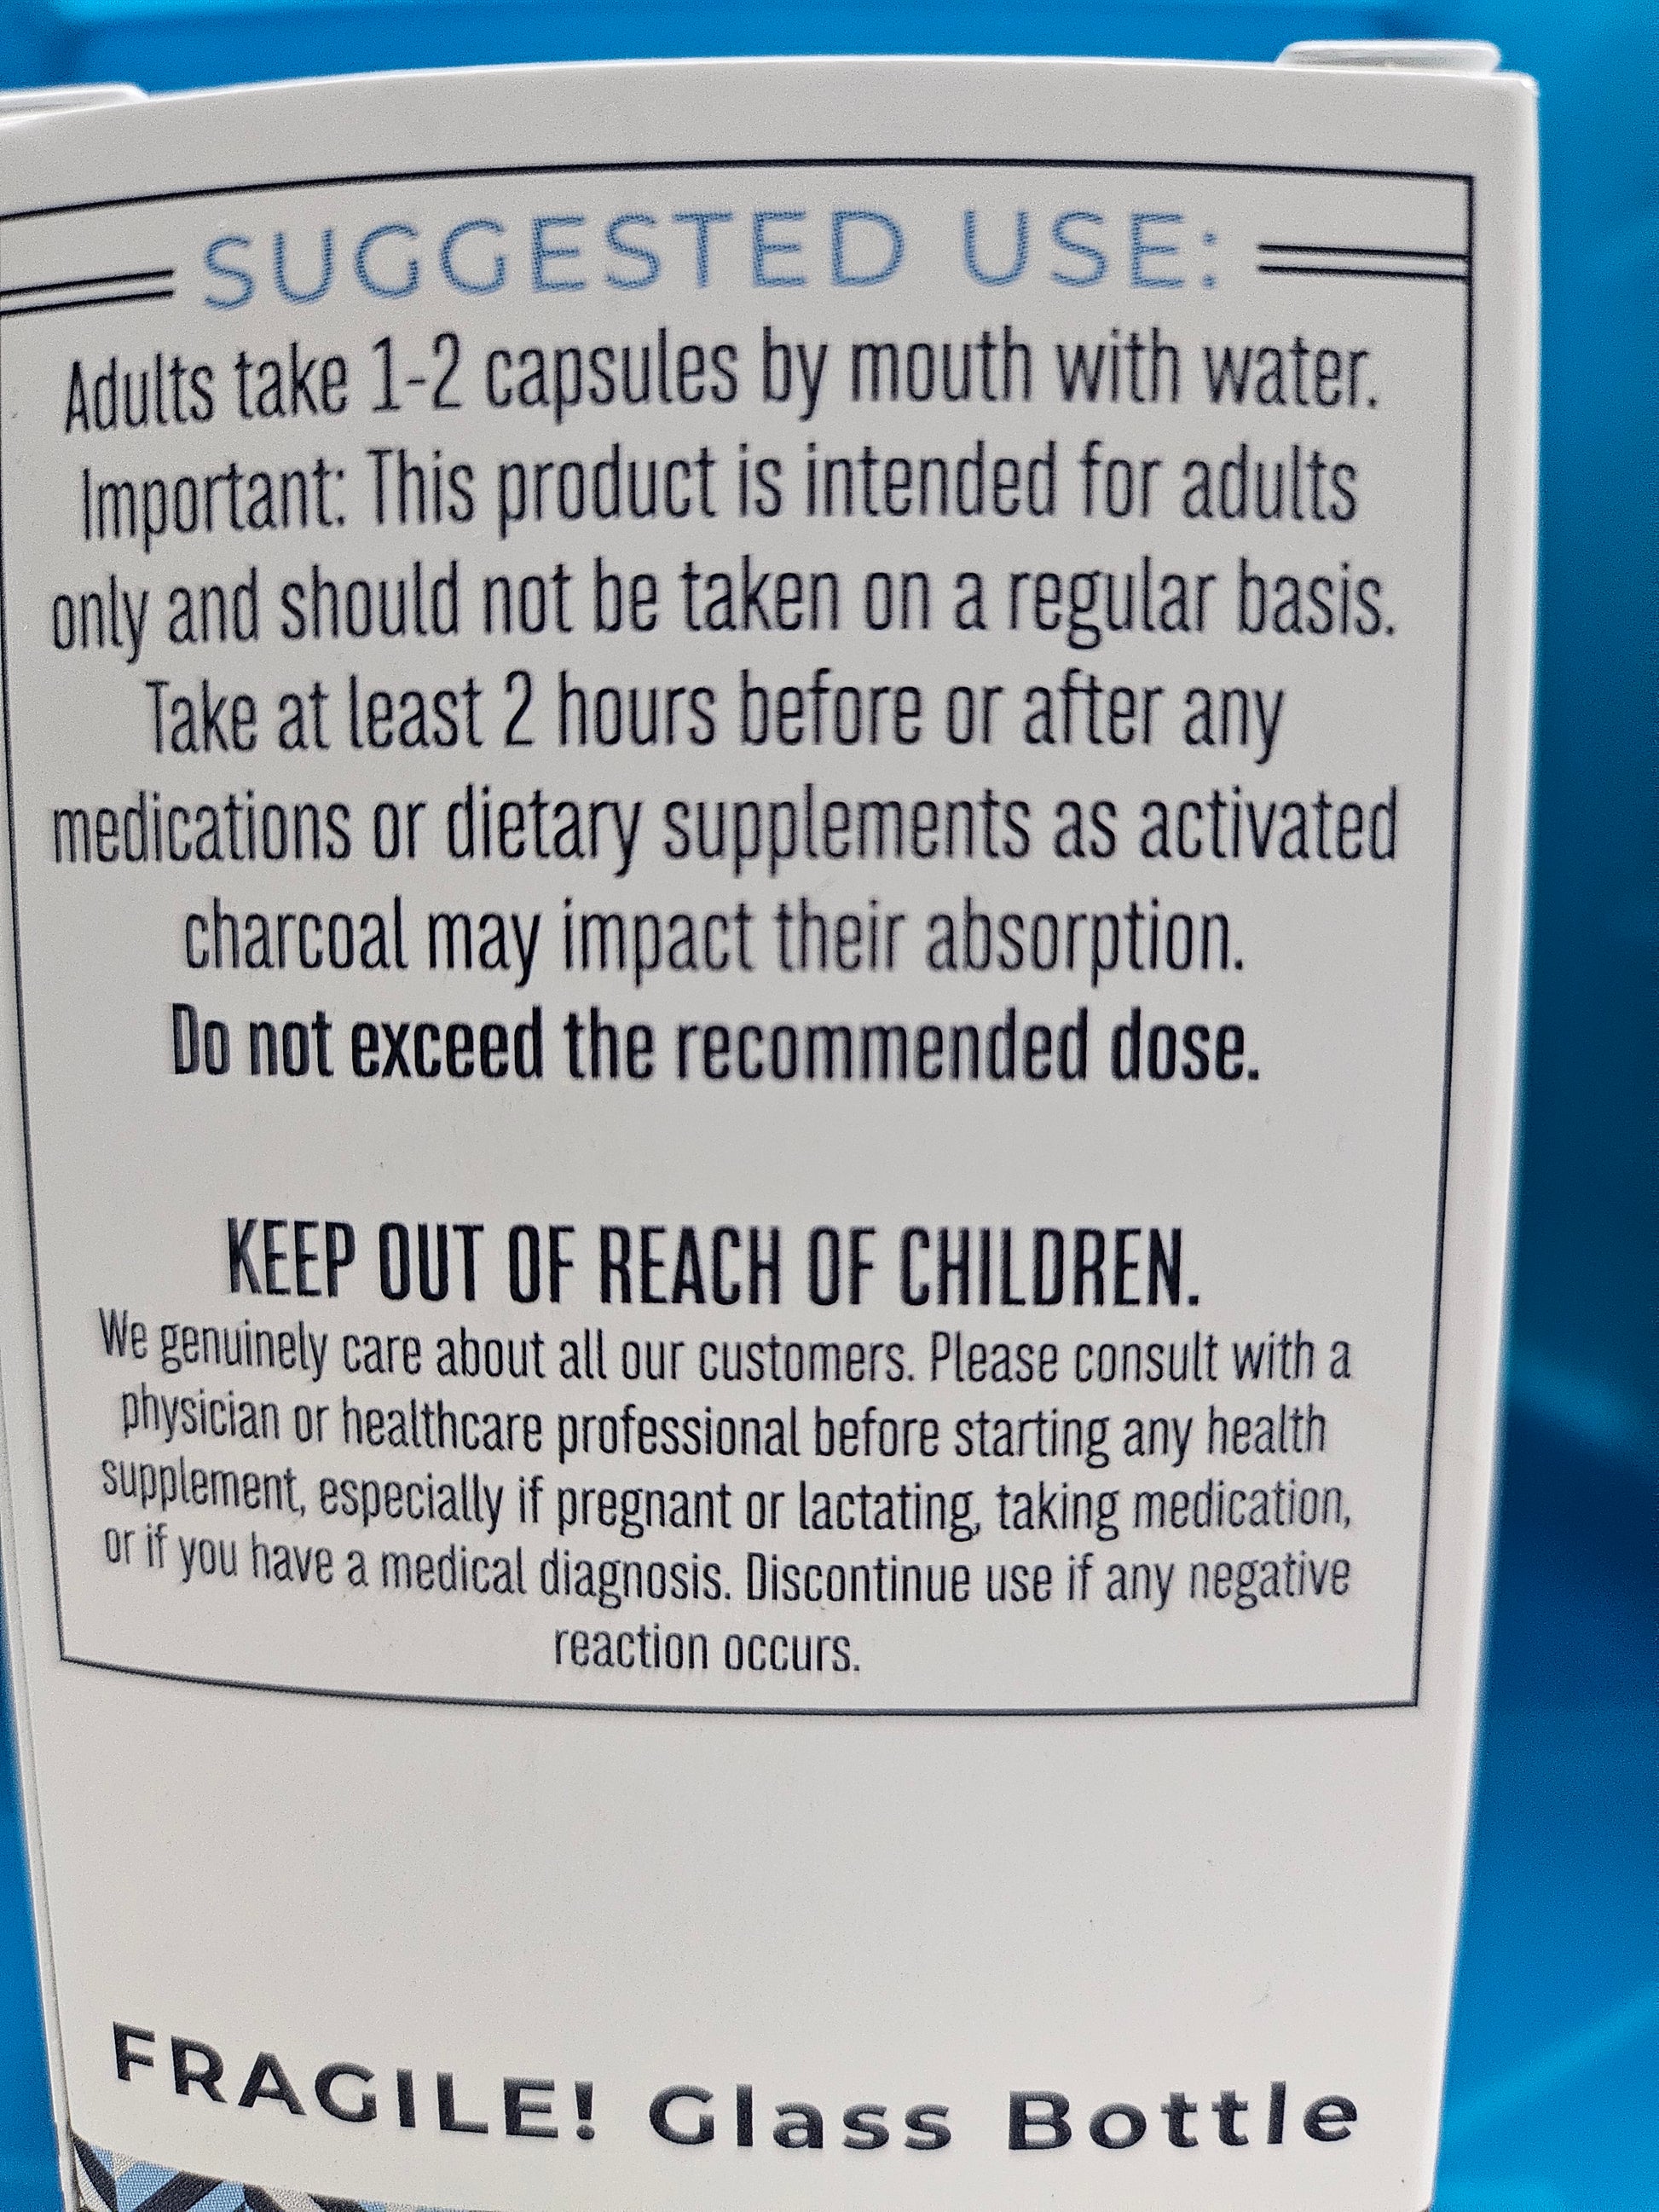 SUGGESTED USE:
Adults take 1-2 capsules by mouth with water.
Important: This product is intended for adults
only and should not be taken on a regular basis.
Take at least 2 hours before or after any
medications or dietary supplements as activated
charcoal may impact their absorption.
Do not exceed the recommended dose.
KEEP OUT OF REACH OF CHILDREN.
We genuinely care about all our customers. Please consult with a
physician or healthcare professional before starting any health
supplement, especially if pregnant or lactating, taking medication,
or if you have a medical diagnosis. Discontinue use if any negative
reaction occurs.
FRAGILE! Glass Bottle